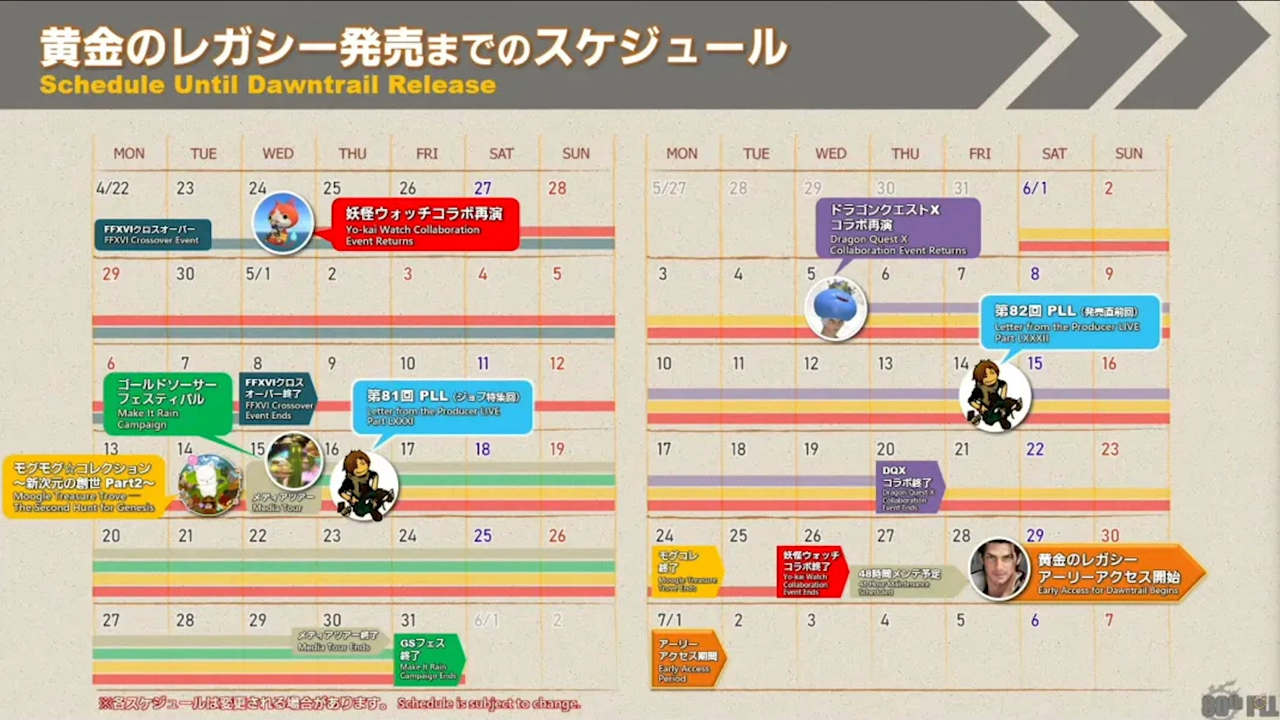 黄金のレガシー発売までのスケジュール
Schedule Until Dawntrail Release
MON TUE WED THU FRI SAT SUN
4/22 23 24 25 26 27 28
FFXVIクロスオーバー
FFXVI Crossover Event
妖怪ウォッチコラボ再演
Yo-kai Watch Collaboration
Event Returns
29 30 5/1 2 3 4 5
6 7 8 9 10 11 12
ゴールドソーサー
フェスティバル
Make It Rain
Campaign
FFXVIクロス
オーバー終了
FFXVI Crossover
Event Ends
第81回 PLL (ジョブ特集回)
Letter from the Producer LIVE
Part LXXXI
13 14 15 16 17 18 19
モグモグ☆コレクション
～新次元の創世 Part2～
Moogle Treasure Trove
The Second Hunt for Genesis
メディアツアー
Media Tour
20 21 22 23 24 25 26
27 28 29 30 31 6/1 2
メディアツアー終了
Media Tour Ends
GSフェス
終了
Make It Rain
Campaign Ends
MON TUE WED THU FRI SAT SUN
5/27 28 29 30 31 6/1 2
ドラゴンクエストX
コラボ再演
Dragon Quest X
Collaboration Event Returns
3 4 5 6 7 8 9
第82回 PLL (発売直前回)
Letter from the Producer LIVE
Part LXXXII
10 11 12 13 14 15 16
17 18 19 20 21 22 23
DQX
コラボ終了
Dragon Quest X
Collaboration
Event Ends
24 25 26 27 28 29 30
モグコレ
終了
Moogle Treasure
Trove Ends
妖怪ウォッチ
コラボ終了
Yo-kai Watch
Collaboration
Event Ends
48時間メンテ予定
48-Hour Maintenance
Scheduled
黄金のレガシー
アーリーアクセス開始
Early Access for Dawntrail Begins
7/1 2 3 4 5 6 7
アーリー
アクセス期間
Early Access
Period
※各スケジュールは変更される場合があります。 Schedule is subject to change.
80th PLL